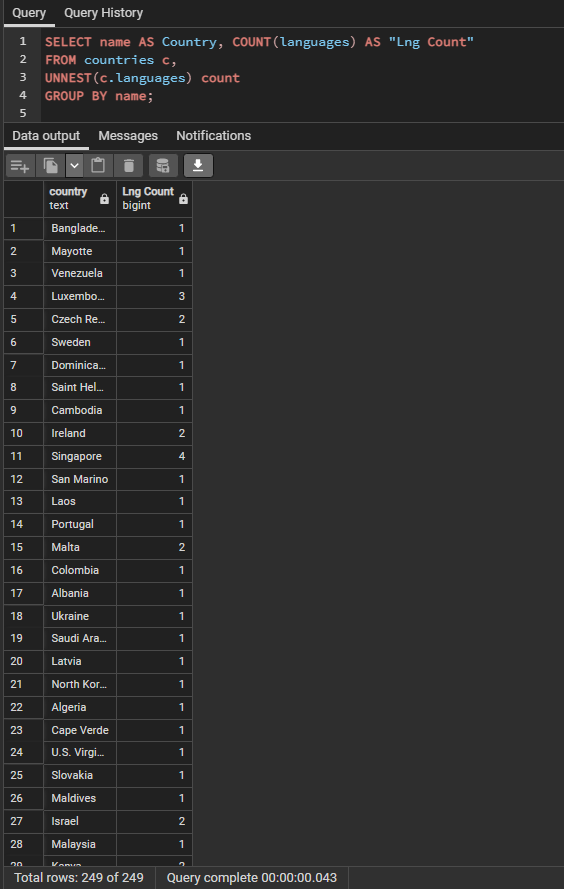 Query Query History
1 SELECT name AS Country, COUNT(languages) AS "Lng Count"
2 FROM countries c,
3 UNNEST(c.languages) count
4 GROUP BY name;
5
Data output Messages Notifications
country Lng Count
text bigint
1 Banglade... 1
2 Mayotte 1
3 Venezuela 1
4 Luxembo... 3
5 Czech Re... 2
6 Sweden 1
7 Dominica... 1
8 Saint Hel... 1
9 Cambodia 1
10 Ireland 2
11 Singapore 4
12 San Marino 1
13 Laos 1
14 Portugal 1
15 Malta 2
16 Colombia 1
17 Albania 1
18 Ukraine 1
19 Saudi Ara... 1
20 Latvia 1
21 North Kor... 1
22 Algeria 1
23 Cape Verde 1
24 U.S. Virgi... 1
25 Slovakia 1
26 Maldives 1
27 Israel 2
28 Malaysia 1
29 Kenya 2
Total rows: 249 of 249 Query complete 00:00:00.043